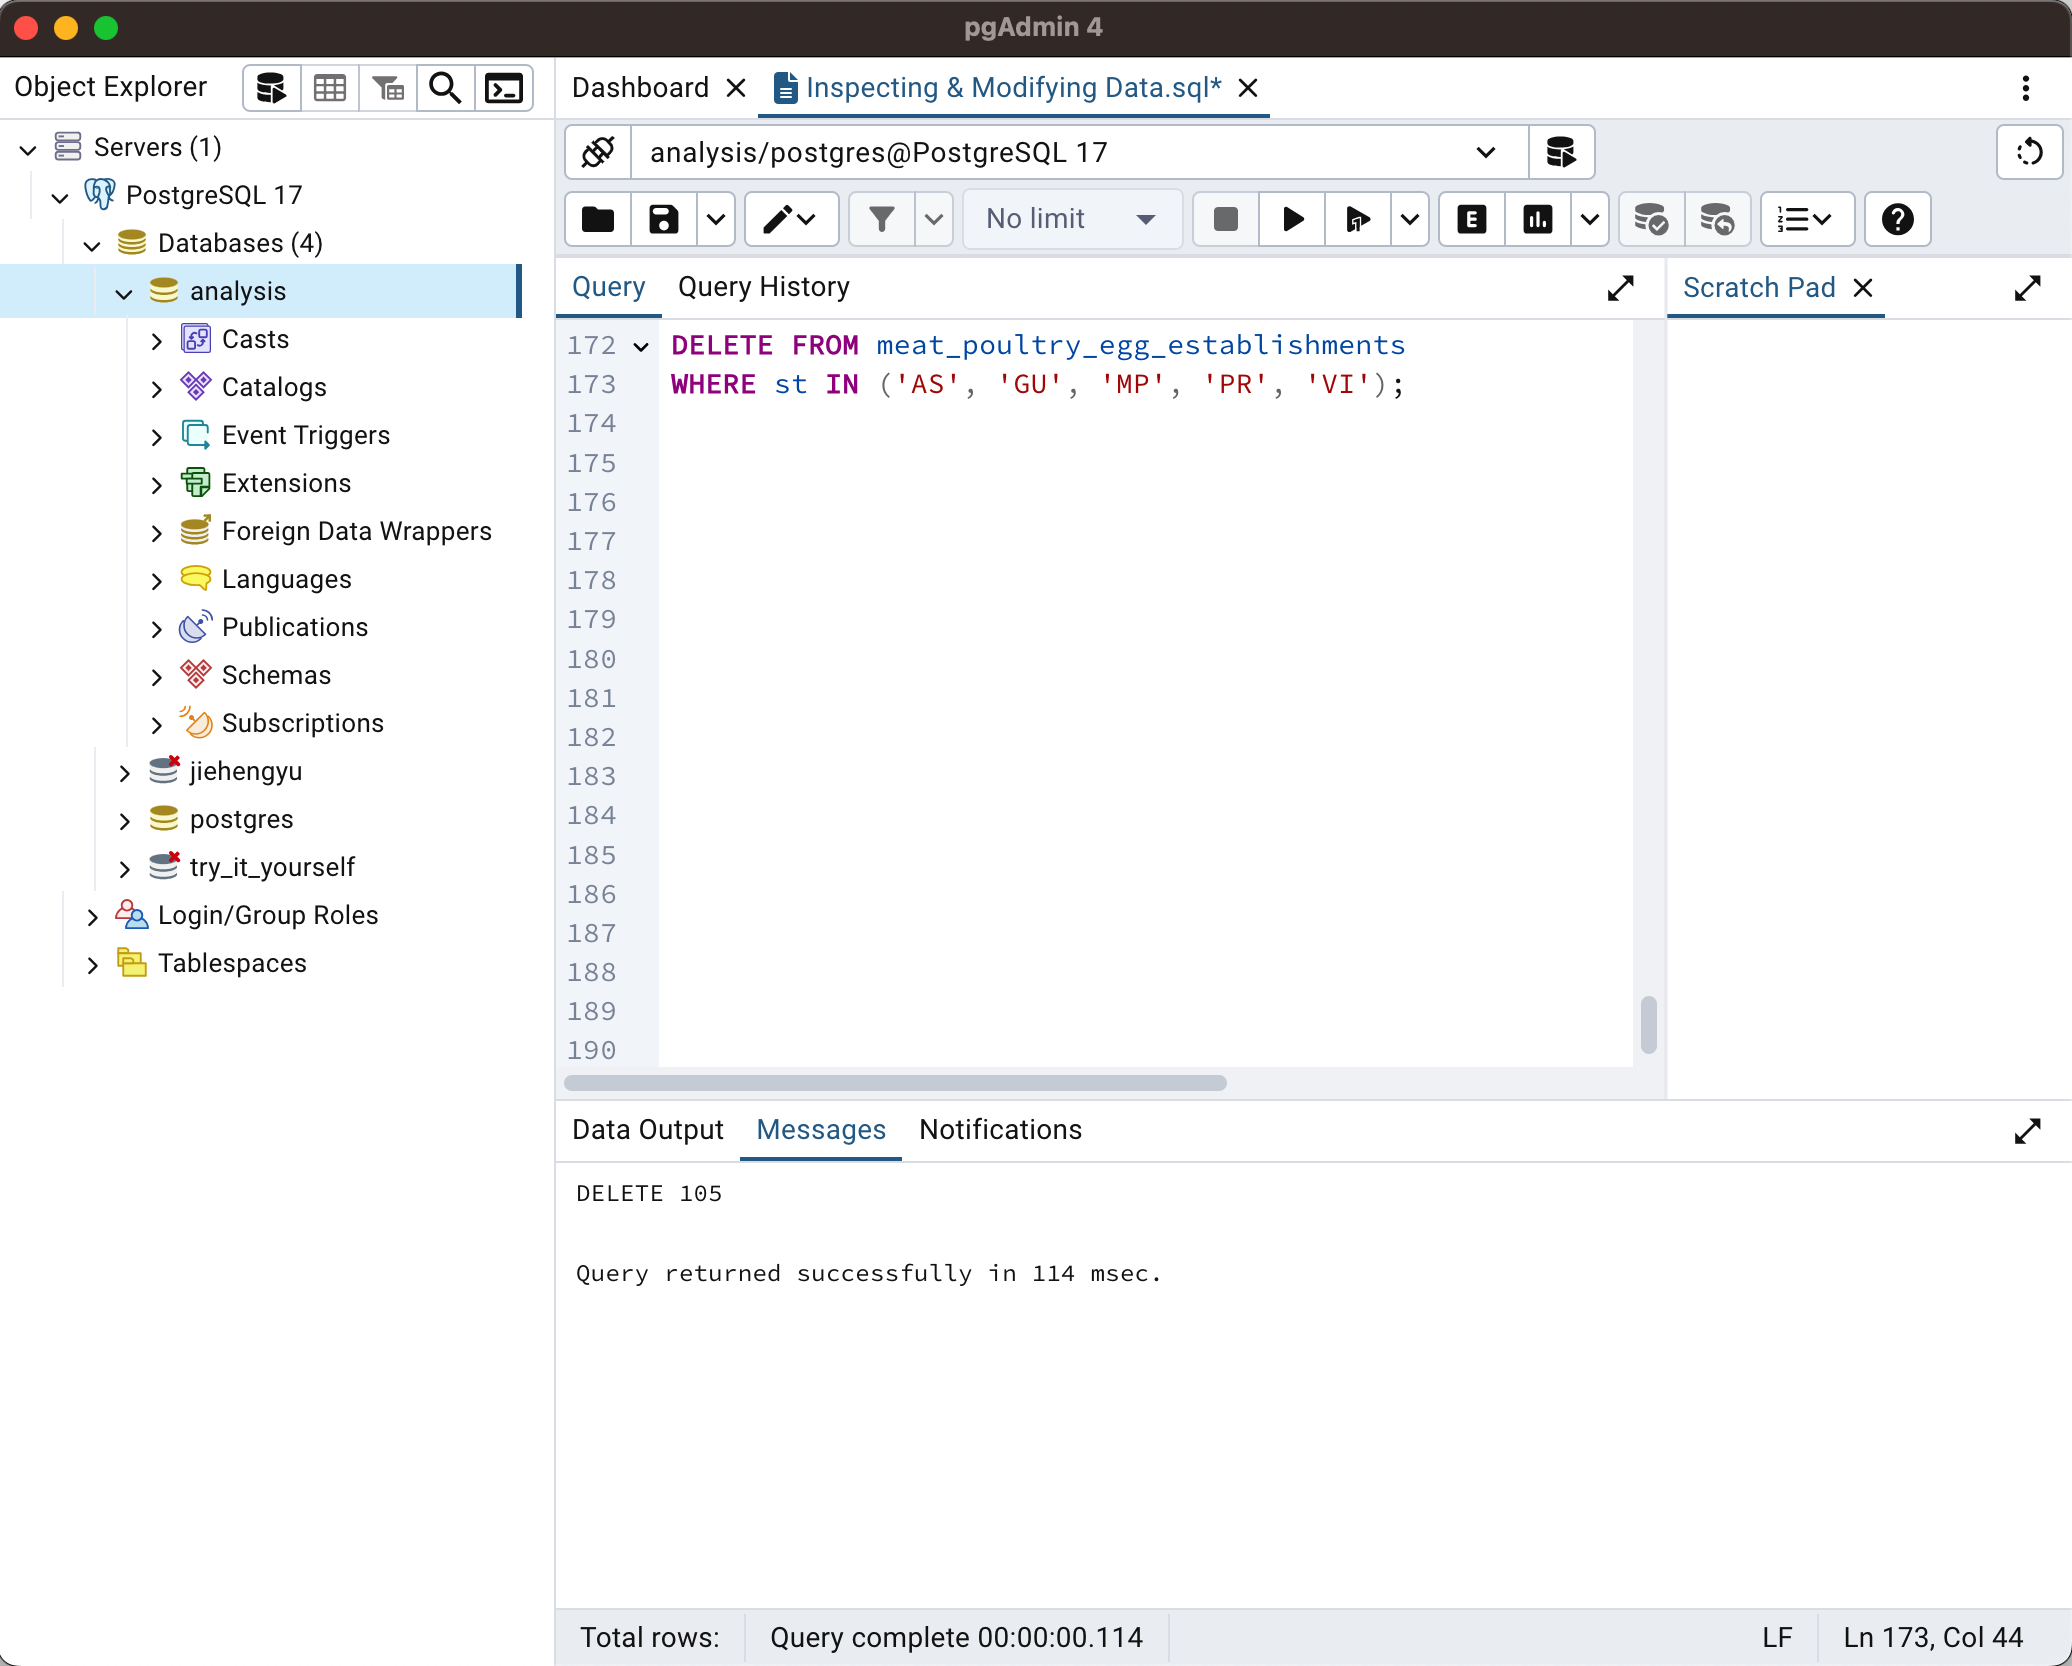 pgAdmin 4
Object Explorer
Servers (1)
PostgreSQL 17
Databases (4)
analysis
Casts
Catalogs
Event Triggers
Extensions
Foreign Data Wrappers
Languages
Publications
Schemas
Subscriptions
jiehengyu
postgres
try_it_yourself
Login/Group Roles
Tablespaces
Dashboard
Inspecting & Modifying Data.sql*
analysis/postgres@PostgreSQL 17
No limit
E
Query Query History
Scratch Pad
172 DELETE FROM meat_poultry_egg_establishments
173 WHERE st IN ('AS', 'GU', 'MP', 'PR', 'VI');
174
175
176
177
178
179
180
181
182
183
184
185
186
187
188
189
190
Data Output Messages Notifications
DELETE 105
Query returned successfully in 114 msec.
Total rows: Query complete 00:00:00.114 LF Ln 173, Col 44